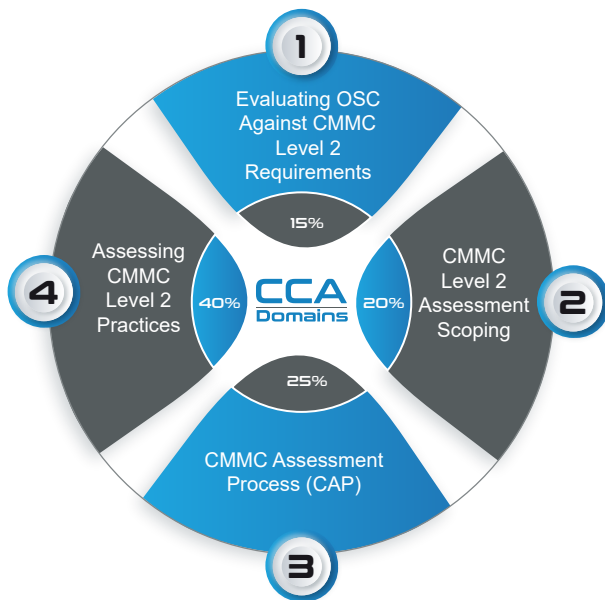 1
Evaluating OSC
Against CMMC
Level 2
Requirements
15%
2
CMMC
Level 2
Assessment
Scoping
20%
3
CMMC Assessment
Process (CAP)
25%
4
Assessing
CMMC
Level 2
Practices
40%
CCA
Domains